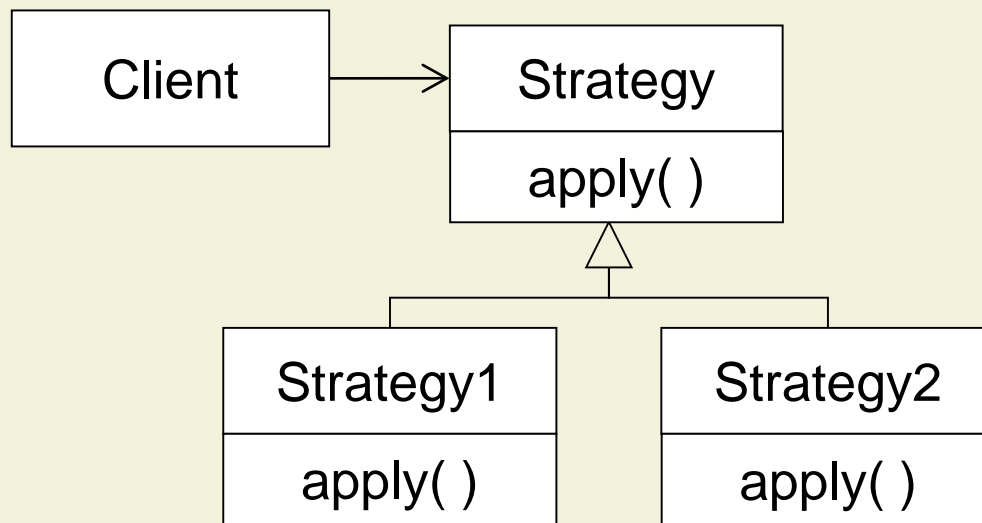 Client
Strategy
apply( )
Strategy1
Strategy2
apply( )
apply( )